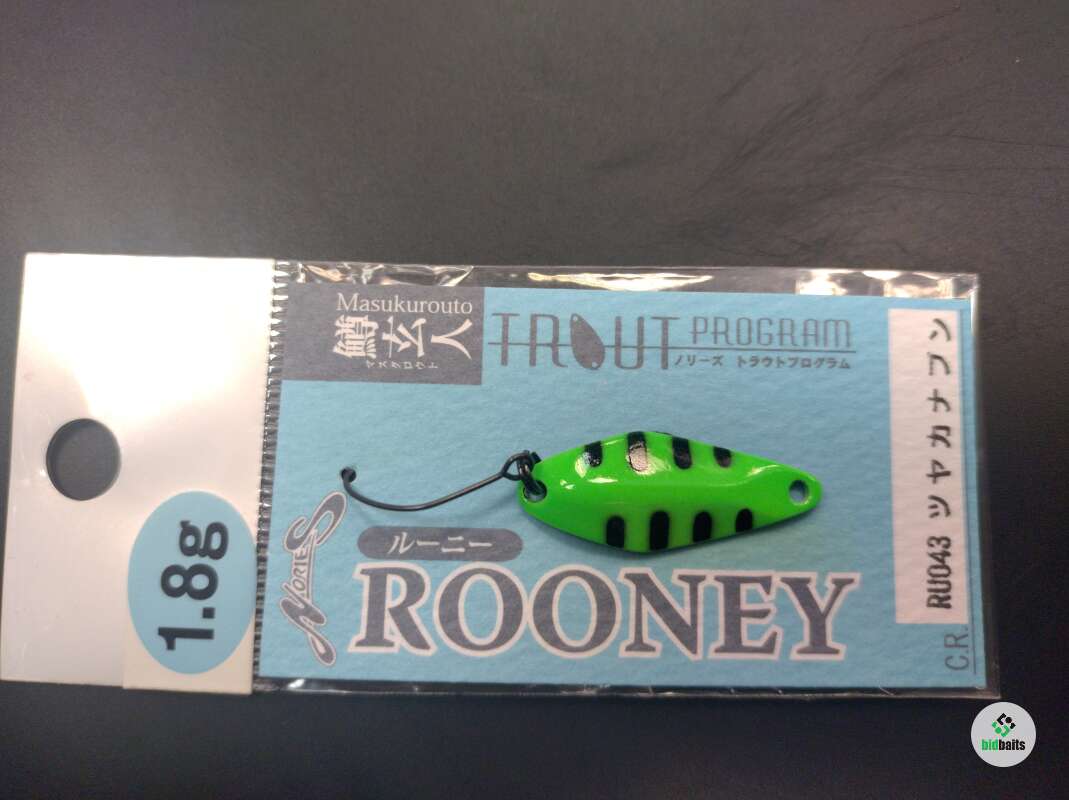 Masukurouto
鱒玄人
マスクロウト
TROUT PROGRAM
ノリーズ トラウトプログラム
1.8g
NORIES
ルーニー
ROONEY
RU043 ツヤカナブン
C.R.
bidbaits